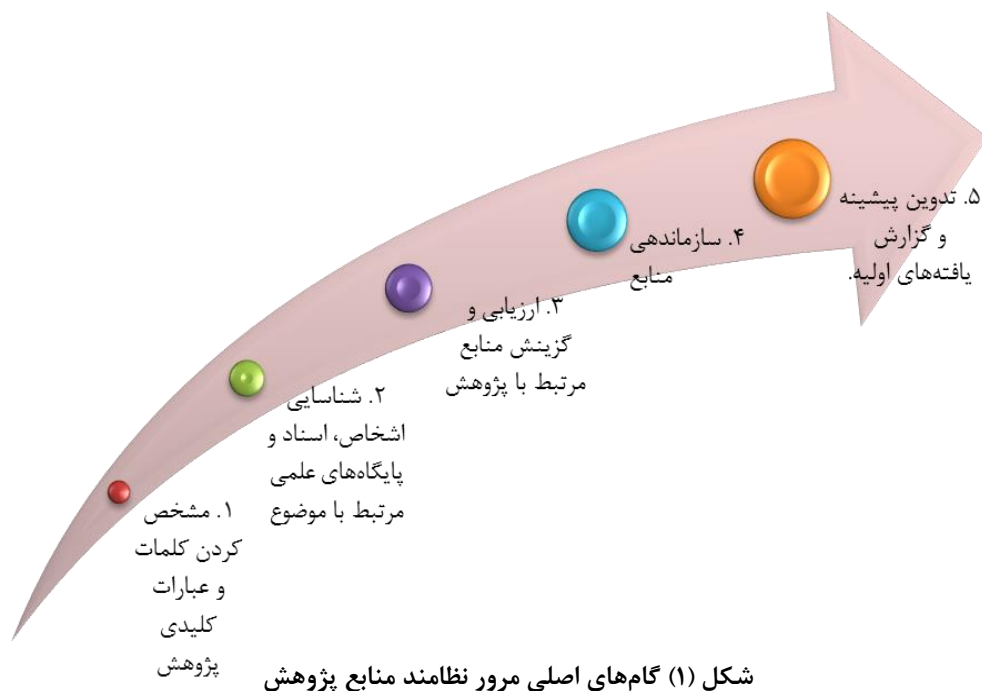 ۱. مشخص
کردن کلمات
و عبارات
کلیدی
پژوهش
۲. شناسایی
اشخاص، اسناد و
پایگاه‌های علمی
مرتبط با موضوع
۳. ارزیابی و
گزینش منابع
مرتبط با پژوهش
۴. سازماندهی
منابع
۵. تدوین پیشینه
و گزارش
یافته‌های اولیه.
شکل (۱) گام‌های اصلی مرور نظامند منابع پژوهش